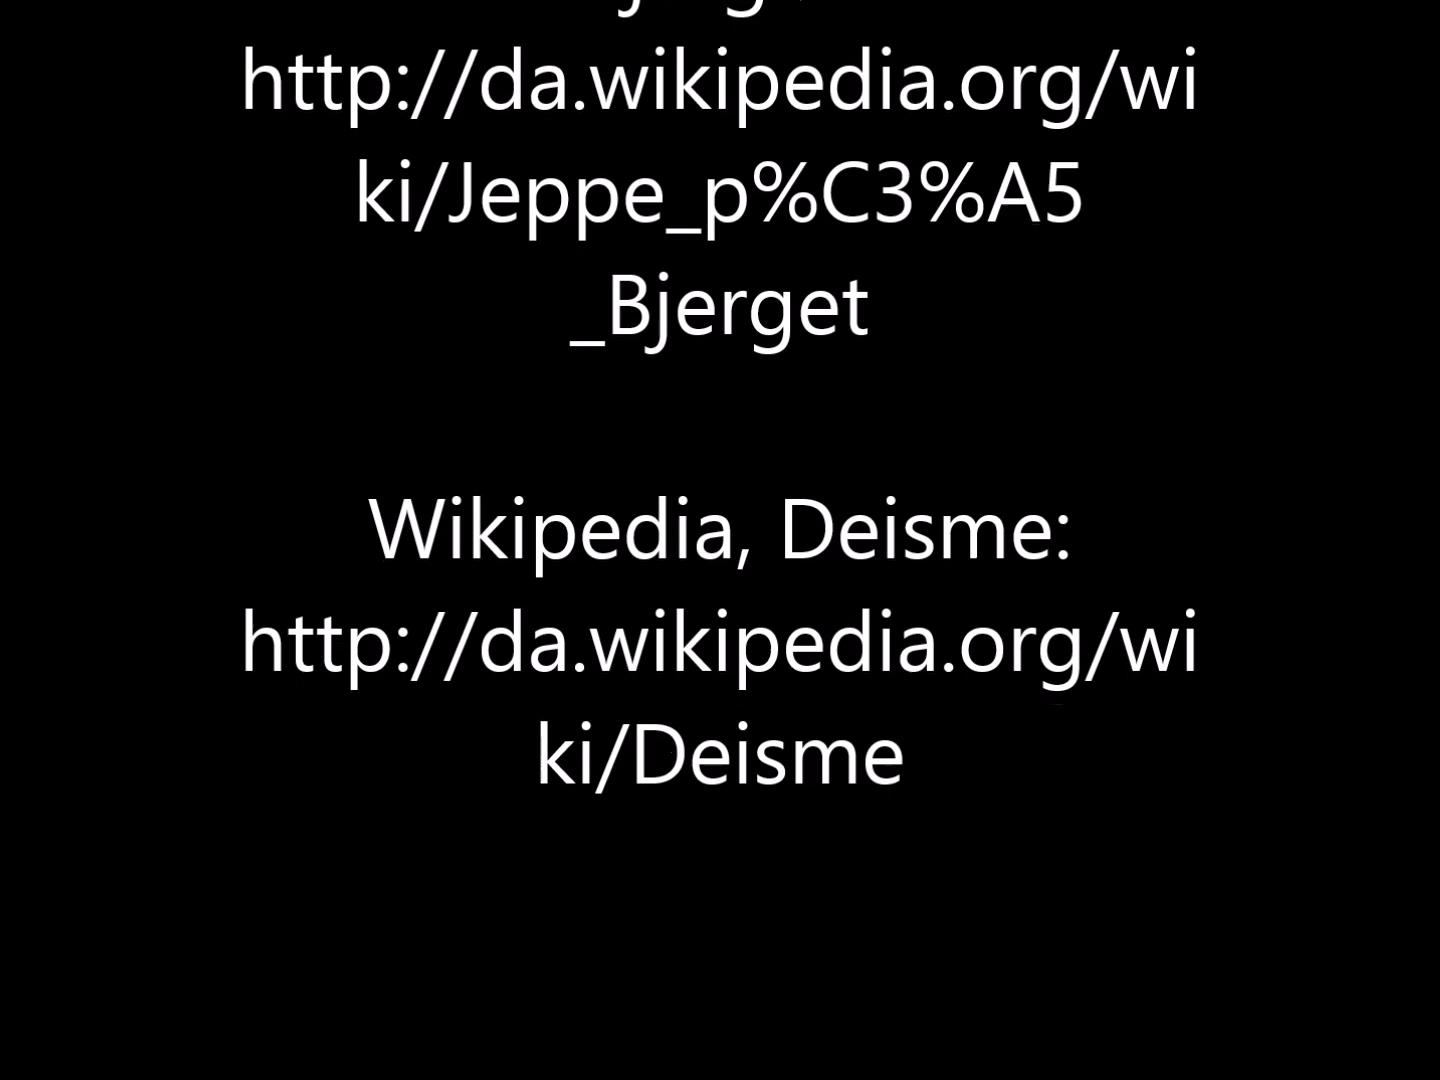 http://da.wikipedia.org/wi
ki/Jeppe_p%C3%A5
_Bjerget
Wikipedia, Deisme:
http://da.wikipedia.org/wi
ki/Deisme